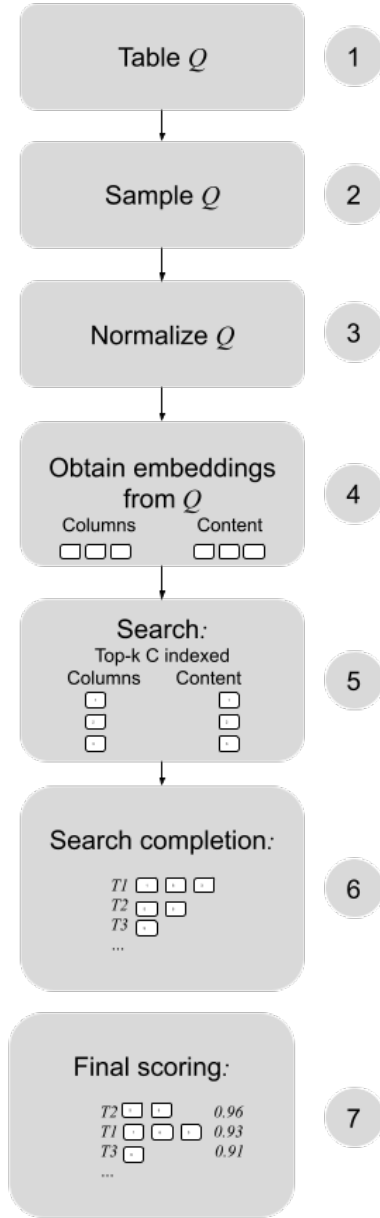 Table Q
1
Sample Q
2
Normalize Q
3
Obtain embeddings
from Q
Columns Content
4
Search:
Top-k C indexed
Columns Content
5
Search completion:
T1
T2
T3
...
6
Final scoring:
T2 0.96
T1 0.93
T3 0.91
...
7